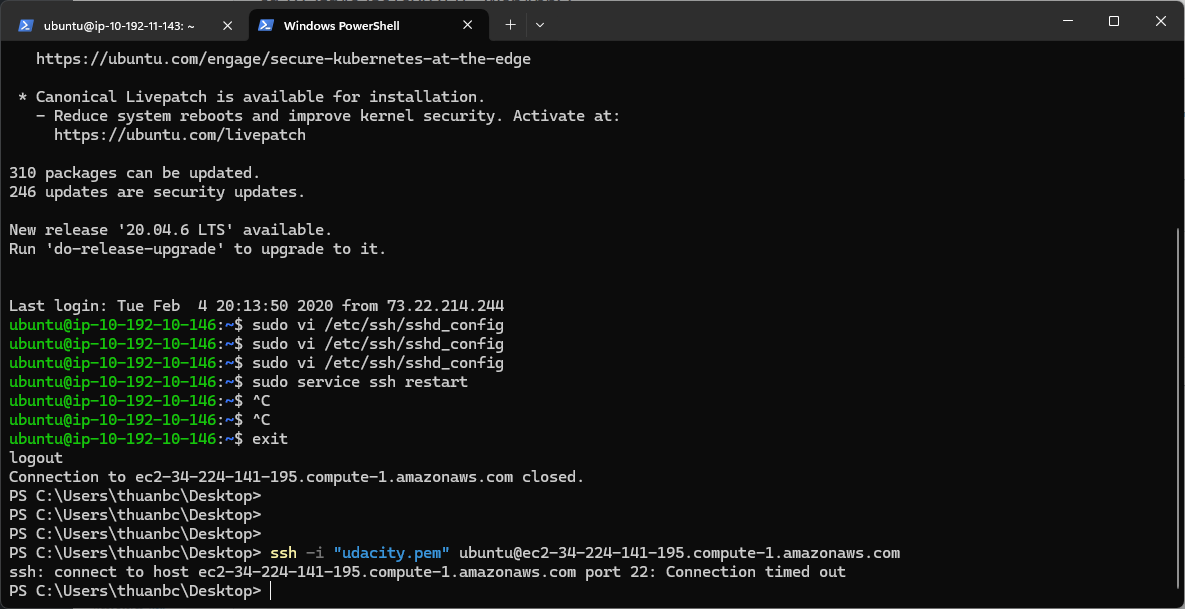 ubuntu@ip-10-192-11-143: ~
Windows PowerShell
https://ubuntu.com/engage/secure-kubernetes-at-the-edge
* Canonical Livepatch is available for installation.
- Reduce system reboots and improve kernel security. Activate at:
https://ubuntu.com/livepatch
310 packages can be updated.
246 updates are security updates.
New release '20.04.6 LTS' available.
Run 'do-release-upgrade' to upgrade to it.
Last login: Tue Feb  4 20:13:50 2020 from 73.22.214.244
ubuntu@ip-10-192-10-146:~$ sudo vi /etc/ssh/sshd_config
ubuntu@ip-10-192-10-146:~$ sudo vi /etc/ssh/sshd_config
ubuntu@ip-10-192-10-146:~$ sudo vi /etc/ssh/sshd_config
ubuntu@ip-10-192-10-146:~$ sudo service ssh restart
ubuntu@ip-10-192-10-146:~$ ^C
ubuntu@ip-10-192-10-146:~$ ^C
ubuntu@ip-10-192-10-146:~$ exit
logout
Connection to ec2-34-224-141-195.compute-1.amazonaws.com closed.
PS C:\Users\thuanbc\Desktop>
PS C:\Users\thuanbc\Desktop>
PS C:\Users\thuanbc\Desktop>
PS C:\Users\thuanbc\Desktop> ssh -i "udacity.pem" ubuntu@ec2-34-224-141-195.compute-1.amazonaws.com
ssh: connect to host ec2-34-224-141-195.compute-1.amazonaws.com port 22: Connection timed out
PS C:\Users\thuanbc\Desktop>